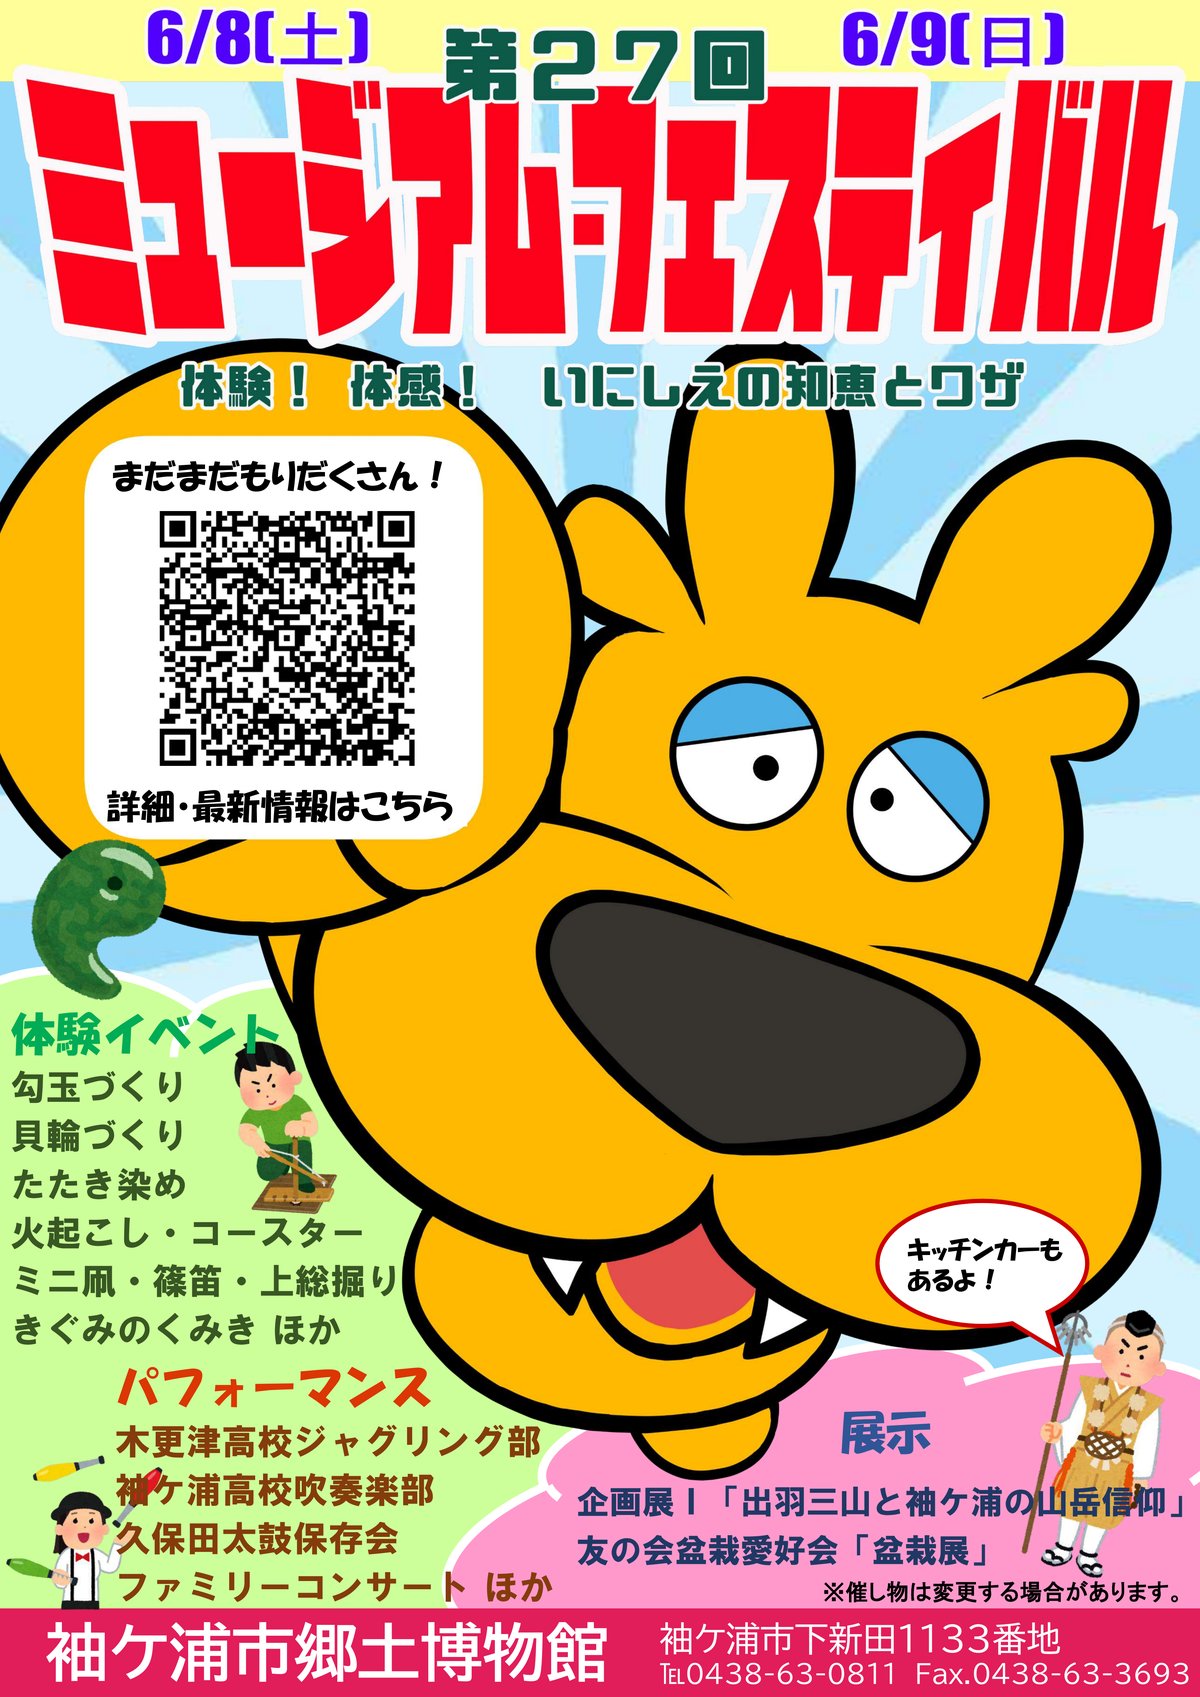 6/8(土)
第27回
6/9(日)
ミュージアム・フェスティバル
体験！ 体感！ いにしえの知恵とワザ
まだまだもりだくさん！
詳細・最新情報はこちら
体験イベント
勾玉づくり
貝輪づくり
たたき染め
火起こし・コースター
ミニ凧・篠笛・上総掘り
きぐみのくみき ほか
キッチンカーも
あるよ！
パフォーマンス
木更津高校ジャグリング部
袖ケ浦高校吹奏楽部
久保田太鼓保存会
ファミリーコンサート ほか
展示
企画展Ⅰ「出羽三山と袖ケ浦の山岳信仰」
友の会盆栽愛好会「盆栽展」
※催し物は変更する場合があります。
袖ケ浦市郷土博物館
袖ケ浦市下新田1133番地
℡0438-63-0811 Fax.0438-63-3693